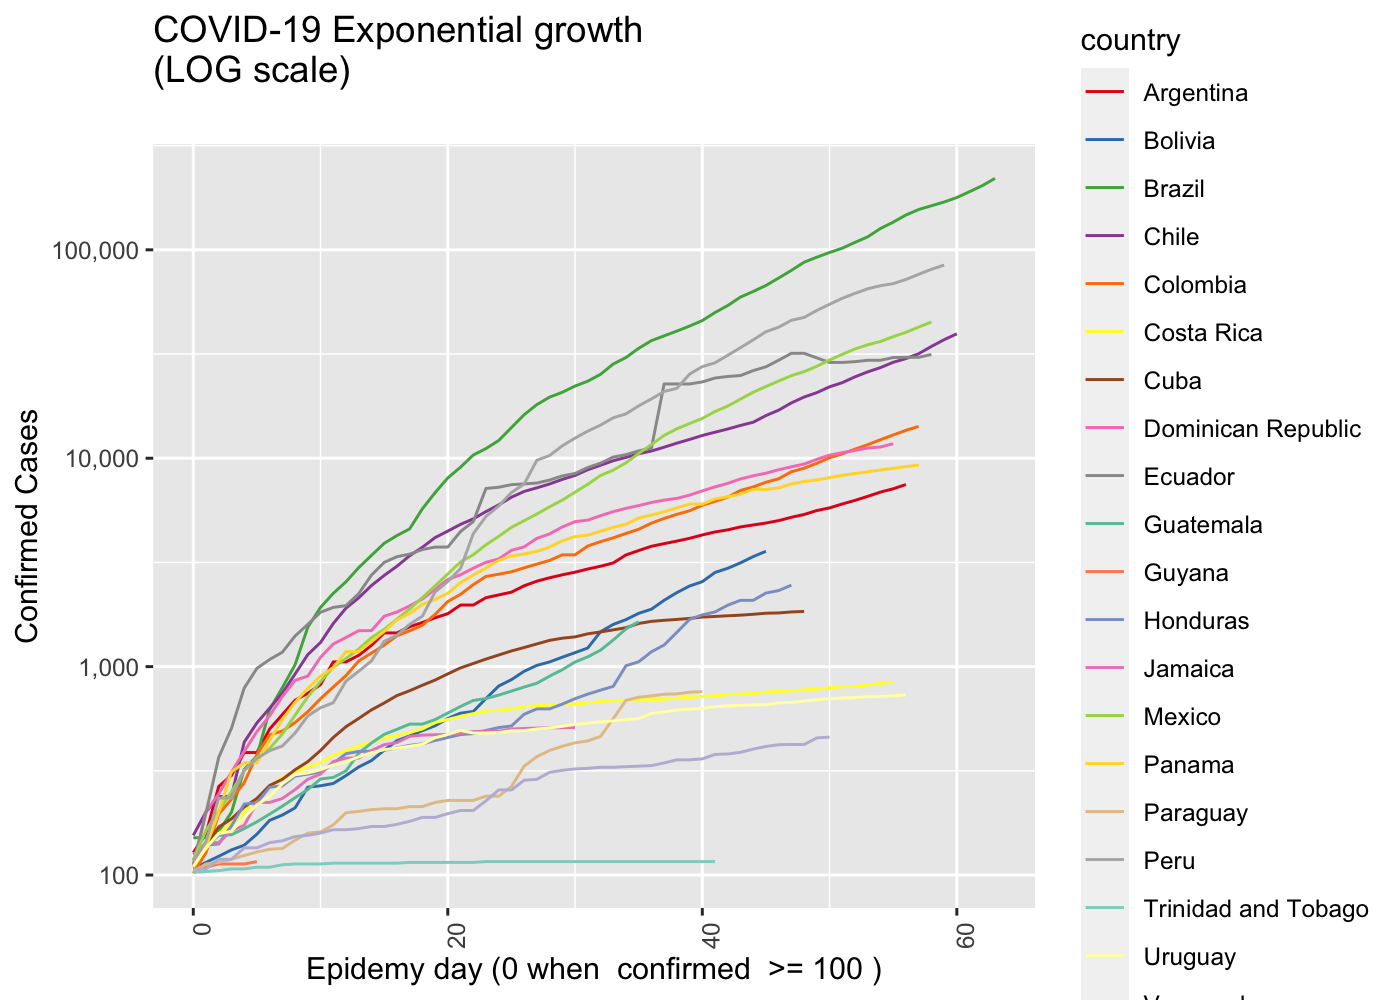 COVID-19 Exponential growth
(LOG scale)
Confirmed Cases
100,000
10,000
1,000
100
0
20
40
60
Epidemy day (0 when  confirmed  >= 100 )
country
Argentina
Bolivia
Brazil
Chile
Colombia
Costa Rica
Cuba
Dominican Republic
Ecuador
Guatemala
Guyana
Honduras
Jamaica
Mexico
Panama
Paraguay
Peru
Trinidad and Tobago
Uruguay